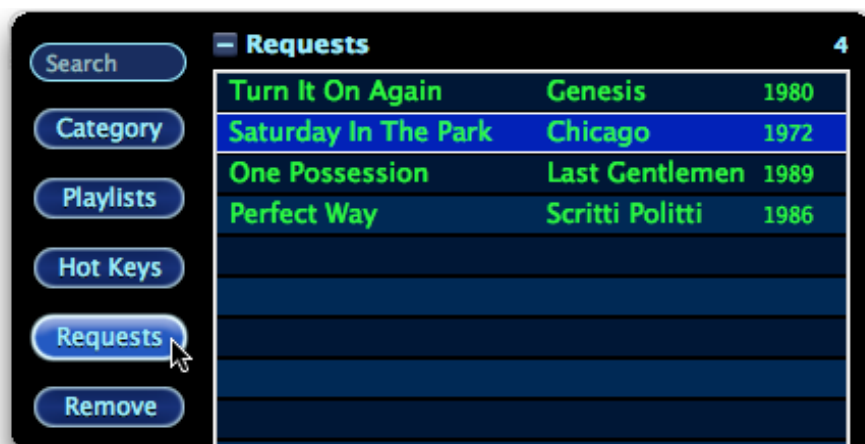 Search
Category
Playlists
Hot Keys
Requests
Remove
Requests 4
Turn It On Again Genesis 1980
Saturday In The Park Chicago 1972
One Possession Last Gentlemen 1989
Perfect Way Scritti Politti 1986